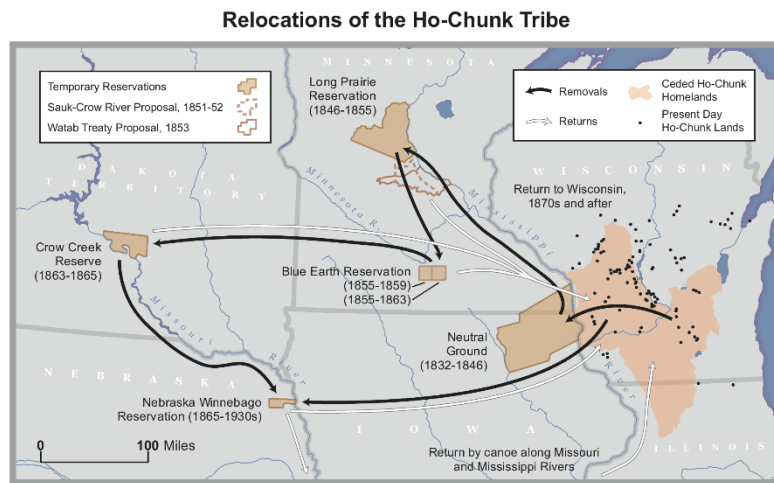 Relocations of the Ho-Chunk Tribe
MINNESOTA
Temporary Reservations
Sauk-Crow River Proposal, 1851-52
Watab Treaty Proposal, 1853
Long Prairie
Reservation
(1846-1855)
Removals
Returns
Ceded Ho-Chunk
Homelands
Present Day
Ho-Chunk Lands
DAKOTA
TERRITORY
WISCONSIN
Return to Wisconsin,
1870s and after
Minnesota R.
Mississippi
River
Crow Creek
Reserve
(1863-1865)
Blue Earth Reservation
(1855-1859)
(1855-1863)
Neutral
Ground
(1832-1846)
Missouri
River
NEBRASKA
Nebraska Winnebago
Reservation (1865-1930s)
IOWA
ILLINOIS
Return by canoe along Missouri
and Mississippi Rivers
0 100 Miles